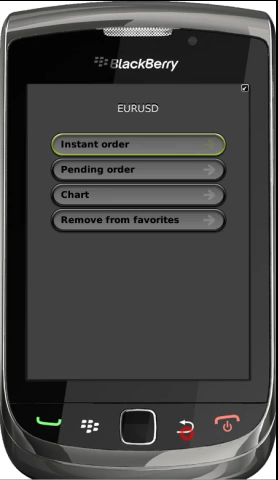 BlackBerry
EURUSD
Instant order
Pending order
Chart
Remove from favorites